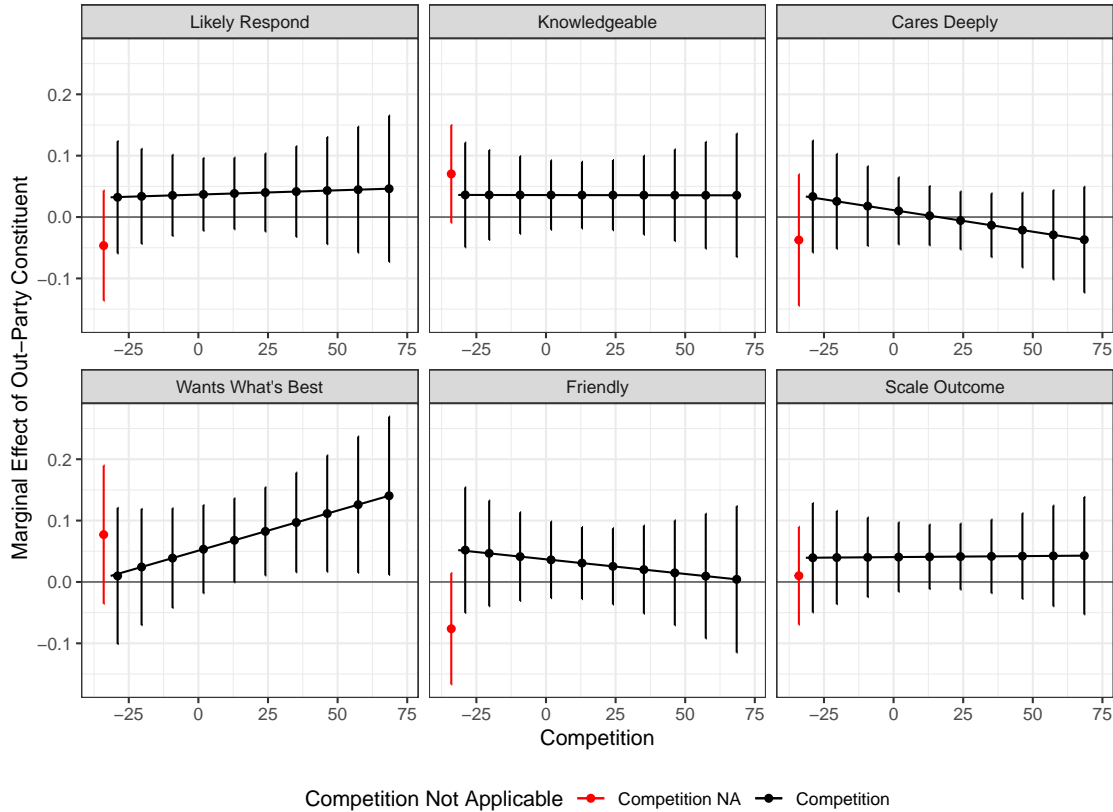 Likely Respond
Knowledgeable
Cares Deeply
0.2
0.1
0.0
−0.1
−25 0 25 50 75
−25 0 25 50 75
−25 0 25 50 75
Wants What's Best
Friendly
Scale Outcome
0.2
0.1
0.0
−0.1
−25 0 25 50 75
−25 0 25 50 75
−25 0 25 50 75
Marginal Effect of Out−Party Constituent
Competition
Competition Not Applicable Competition NA Competition